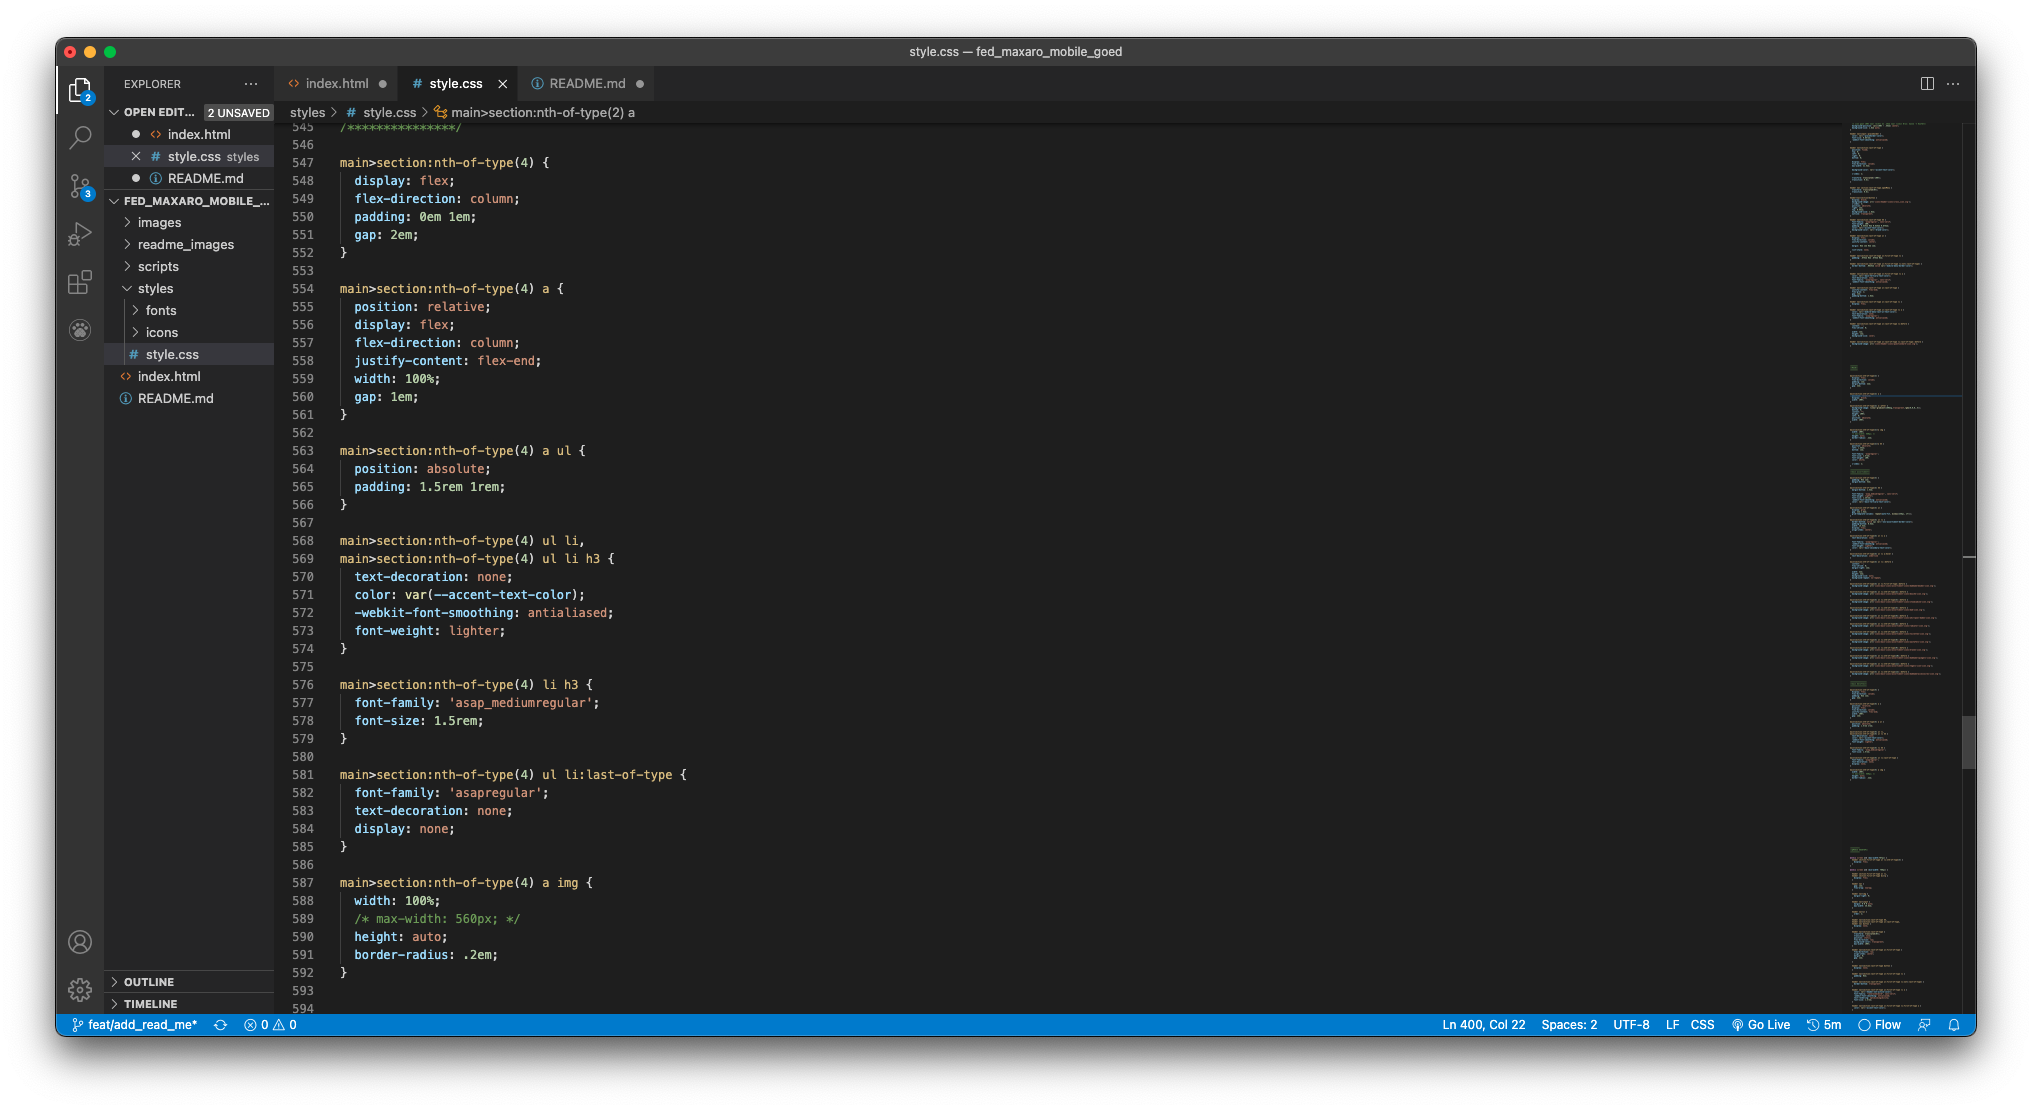 style.css — fed_maxaro_mobile_goed
EXPLORER
index.html
style.css
README.md
OPEN EDIT... 2 UNSAVED
index.html
style.css styles
README.md
FED_MAXARO_MOBILE_...
images
readme_images
scripts
styles
fonts
icons
style.css
index.html
README.md
OUTLINE
TIMELINE
2
3
styles > style.css > main>section:nth-of-type(2) a
545 /***************/
546
547 main>section:nth-of-type(4) {
548 display: flex;
549 flex-direction: column;
550 padding: 0em 1em;
551 gap: 2em;
552 }
553
554 main>section:nth-of-type(4) a {
555 position: relative;
556 display: flex;
557 flex-direction: column;
558 justify-content: flex-end;
559 width: 100%;
560 gap: 1em;
561 }
562
563 main>section:nth-of-type(4) a ul {
564 position: absolute;
565 padding: 1.5rem 1rem;
566 }
567
568 main>section:nth-of-type(4) ul li,
569 main>section:nth-of-type(4) ul li h3 {
570 text-decoration: none;
571 color: var(--accent-text-color);
572 -webkit-font-smoothing: antialiased;
573 font-weight: lighter;
574 }
575
576 main>section:nth-of-type(4) li h3 {
577 font-family: 'asap_mediumregular';
578 font-size: 1.5rem;
579 }
580
581 main>section:nth-of-type(4) ul li:last-of-type {
582 font-family: 'asapregular';
583 text-decoration: none;
584 display: none;
585 }
586
587 main>section:nth-of-type(4) a img {
588 width: 100%;
589 /* max-width: 560px; */
590 height: auto;
591 border-radius: .2em;
592 }
593
594
feat/add_read_me* 0 0
Ln 400, Col 22 Spaces: 2 UTF-8 LF CSS Go Live 5m Flow